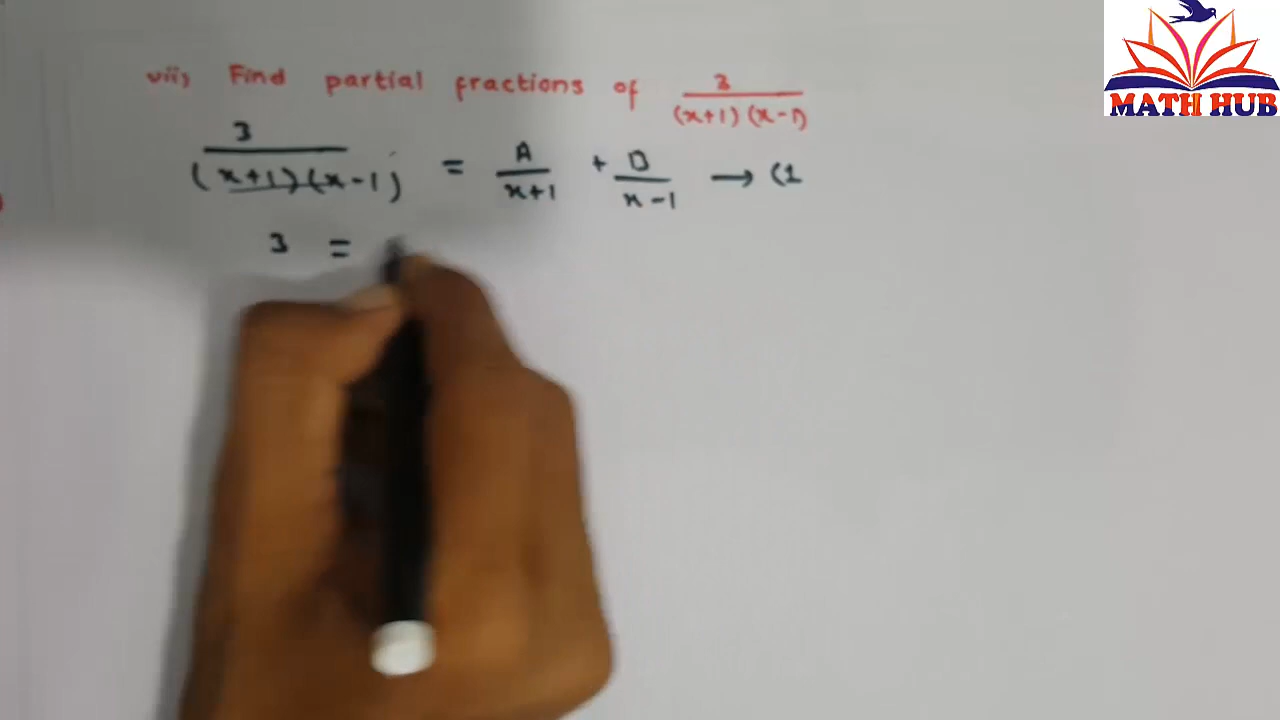 MATH HUB
vii, Find partial fractions of 3/(x+1)(x-1)
3/(x+1)(x-1) = A/x+1 + B/x-1 → (1
3 =